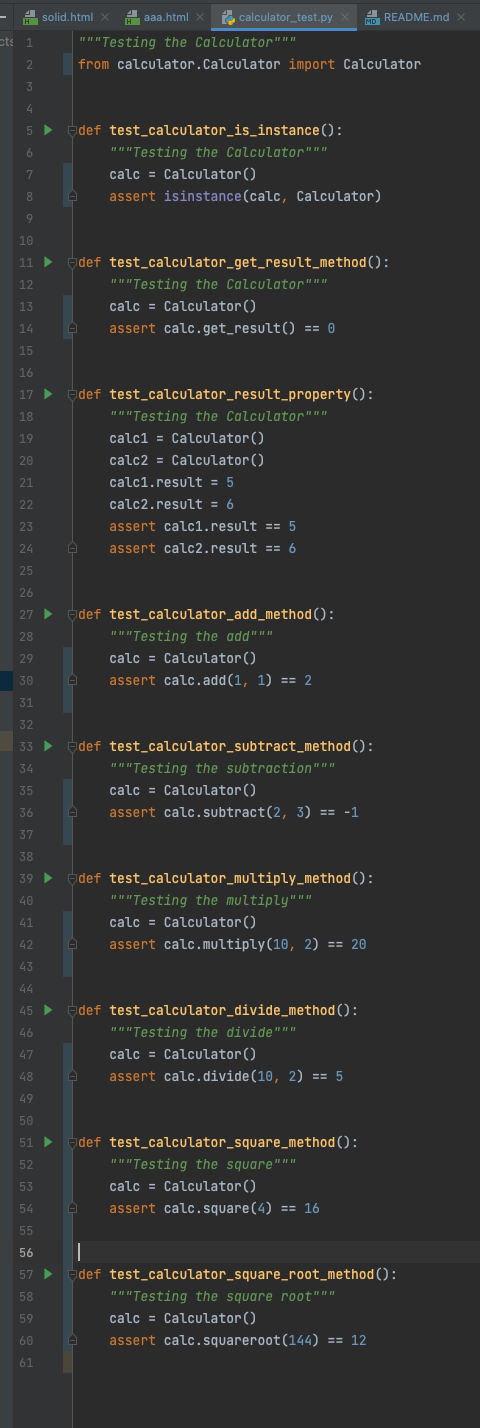 solid.html × aaa.html × calculator_test.py × README.md ×
cts
1 """Testing the Calculator"""
2 from calculator.Calculator import Calculator
3
4
5 def test_calculator_is_instance():
6     """Testing the Calculator"""
7     calc = Calculator()
8     assert isinstance(calc, Calculator)
9
10
11 def test_calculator_get_result_method():
12     """Testing the Calculator"""
13     calc = Calculator()
14     assert calc.get_result() == 0
15
16
17 def test_calculator_result_property():
18     """Testing the Calculator"""
19     calc1 = Calculator()
20     calc2 = Calculator()
21     calc1.result = 5
22     calc2.result = 6
23     assert calc1.result == 5
24     assert calc2.result == 6
25
26
27 def test_calculator_add_method():
28     """Testing the add"""
29     calc = Calculator()
30     assert calc.add(1, 1) == 2
31
32
33 def test_calculator_subtract_method():
34     """Testing the subtraction"""
35     calc = Calculator()
36     assert calc.subtract(2, 3) == -1
37
38
39 def test_calculator_multiply_method():
40     """Testing the multiply"""
41     calc = Calculator()
42     assert calc.multiply(10, 2) == 20
43
44
45 def test_calculator_divide_method():
46     """Testing the divide"""
47     calc = Calculator()
48     assert calc.divide(10, 2) == 5
49
50
51 def test_calculator_square_method():
52     """Testing the square"""
53     calc = Calculator()
54     assert calc.square(4) == 16
55
56
57 def test_calculator_square_root_method():
58     """Testing the square root"""
59     calc = Calculator()
60     assert calc.squareroot(144) == 12
61